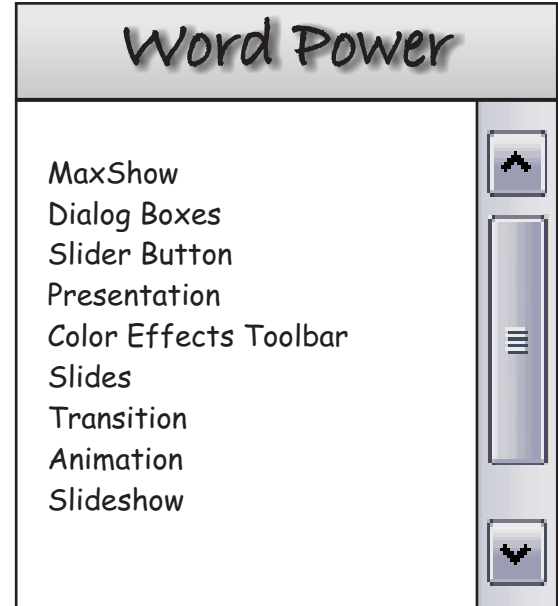 Word Power
MaxShow
Dialog Boxes
Slider Button
Presentation
Color Effects Toolbar
Slides
Transition
Animation
Slideshow